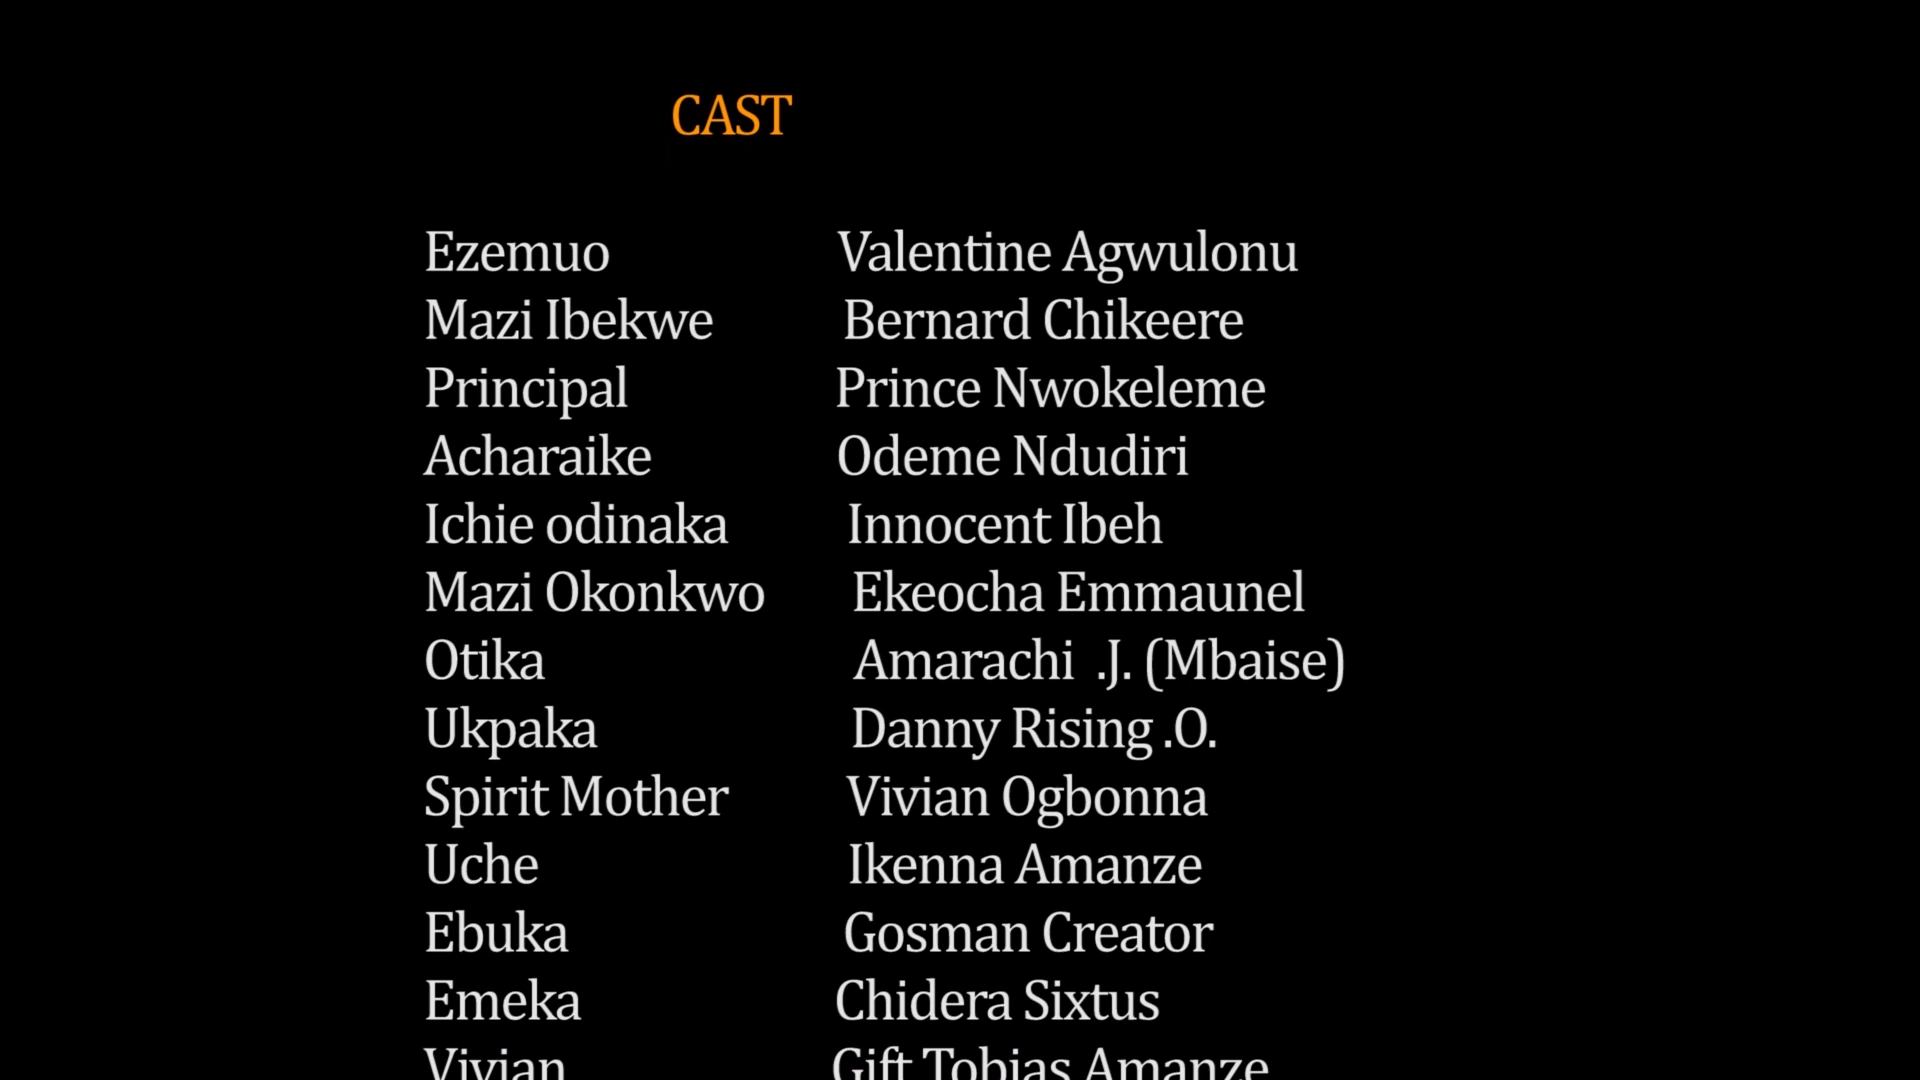 CAST
Ezemuo Valentine Agwulonu
Mazi Ibekwe Bernard Chikeere
Principal Prince Nwokeleme
Acharaike Odeme Ndudiri
Ichie odinaka Innocent Ibeh
Mazi Okonkwo Ekeocha Emmaunel
Otika Amarachi .J. (Mbaise)
Ukpaka Danny Rising .O.
Spirit Mother Vivian Ogbonna
Uche Ikenna Amanze
Ebuka Gosman Creator
Emeka Chidera Sixtus
Vivian Gift Tobias Amanze